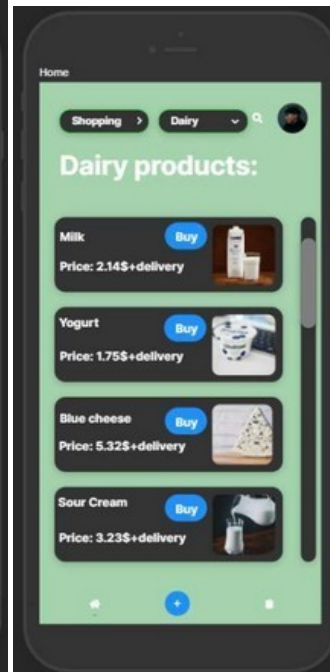 Home
Shopping >
Dairy
Dairy products:
Milk
Buy
Price: 2.14$+delivery
Yogurt
Buy
Price: 1.75$+delivery
Blue cheese
Buy
Price: 5.32$+delivery
Sour Cream
Buy
Price: 3.23$+delivery
+